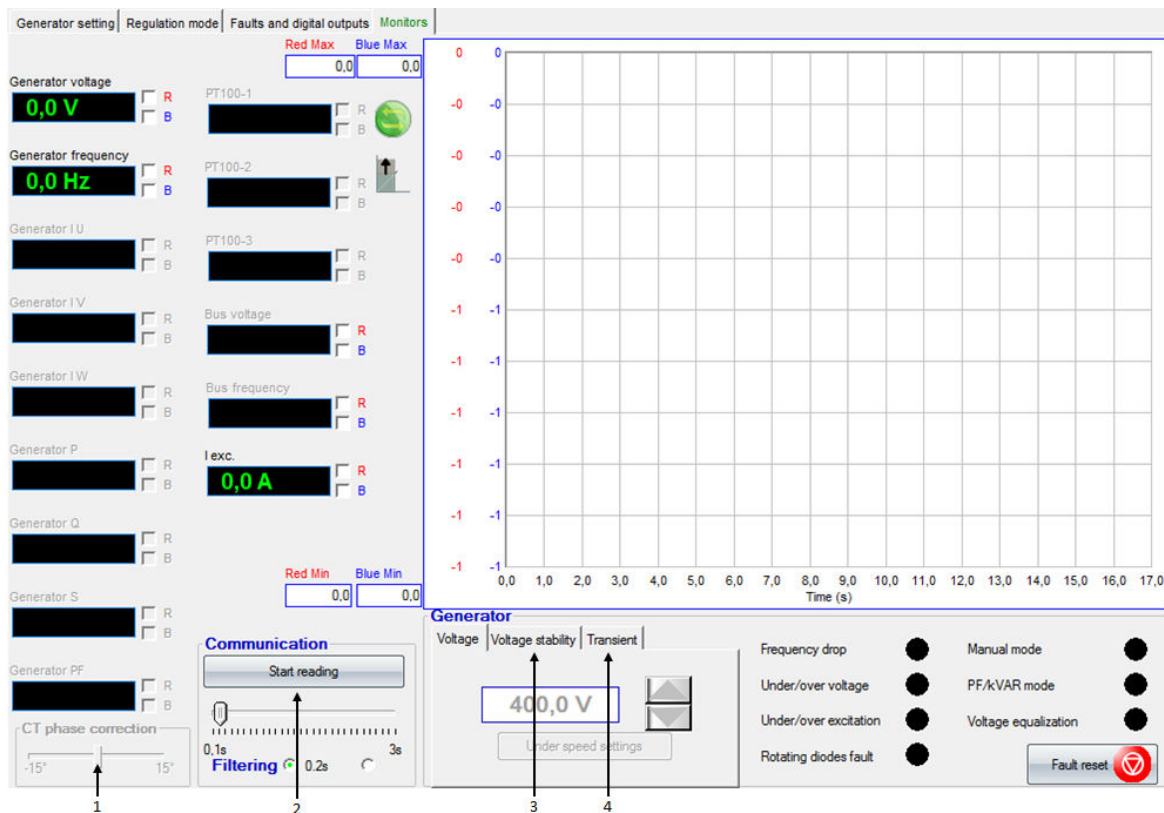 Generator setting Regulation mode Faults and digital outputs Monitors
Red Max Blue Max
0,0 0,0
Generator voltage
0,0 V
R
B
Generator frequency
0,0 Hz
R
B
Generator I U
R
B
Generator I V
R
B
Generator I W
R
B
Generator P
R
B
Generator Q
R
B
Generator S
R
B
Generator PF
R
B
CT phase correction
-15° 15°
1
PT100-1
R
B
PT100-2
R
B
PT100-3
R
B
Bus voltage
R
B
Bus frequency
R
B
I exc.
0,0 A
R
B
Red Min Blue Min
0,0 0,0
Communication
Start reading
0,1s 3s
Filtering 0.2s
2
0 0
-0 -0
-0 -0
-0 -0
-0 -0
-1 -1
-1 -1
-1 -1
-1 -1
-1 -1
-1 -1
0,0 1,0 2,0 3,0 4,0 5,0 6,0 7,0 8,0 9,0 10,0 11,0 12,0 13,0 14,0 15,0 16,0 17,0
Time (s)
Generator
Voltage Voltage stability Transient
400,0 V
Under speed settings
3 4
Frequency drop Manual mode
Under/over voltage PF/kVAR mode
Under/over excitation Voltage equalization
Rotating diodes fault
Fault reset